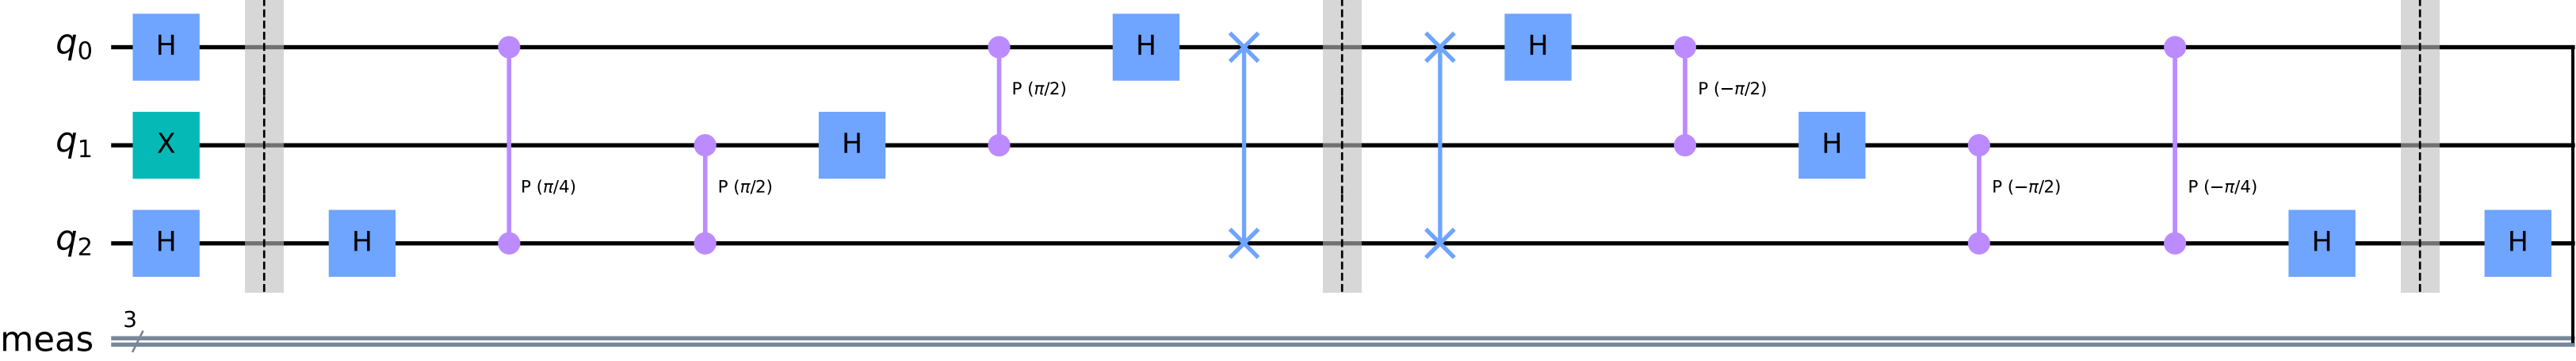 q0 H P (π/2) H H P (−π/2)
q1 X P (π/4) P (π/2) H H P (−π/2) P (−π/4)
q2 H H H H
3
meas